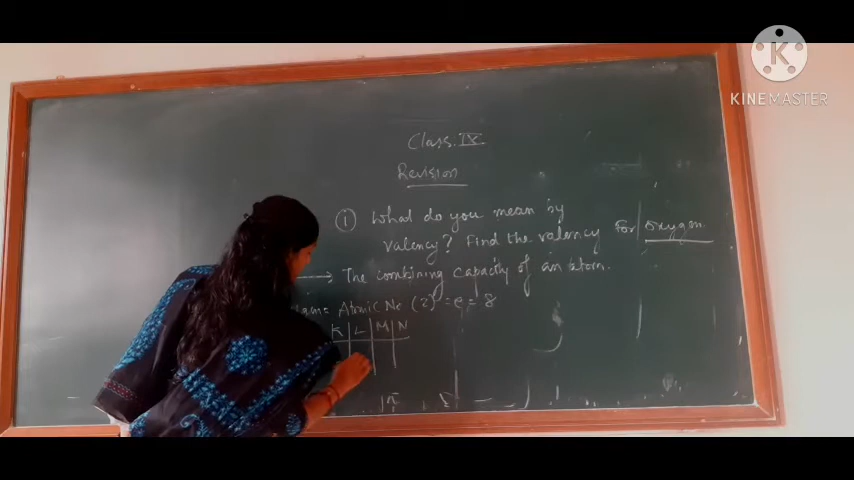 K
KINEMASTER
Class. IX
Revision
(i) What do you mean by
valency? Find the valency for oxygen.
→ The combining capacity of an atom.
Atomic No (z) = e = 8
K L M N